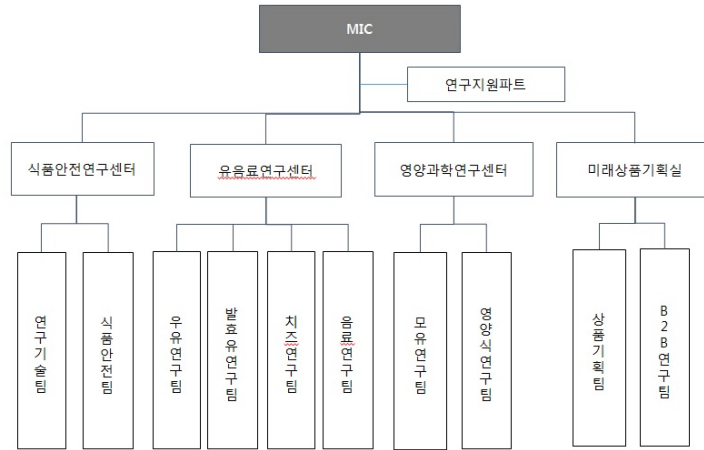 MIC
연구지원파트
식품안전연구센터
유음료연구센터
영양과학연구센터
미래상품기획실
연구기술팀
식품안전팀
우유연구팀
발효유연구팀
치즈연구팀
음료연구팀
모유연구팀
영양식연구팀
상품기획팀
B2B연구팀